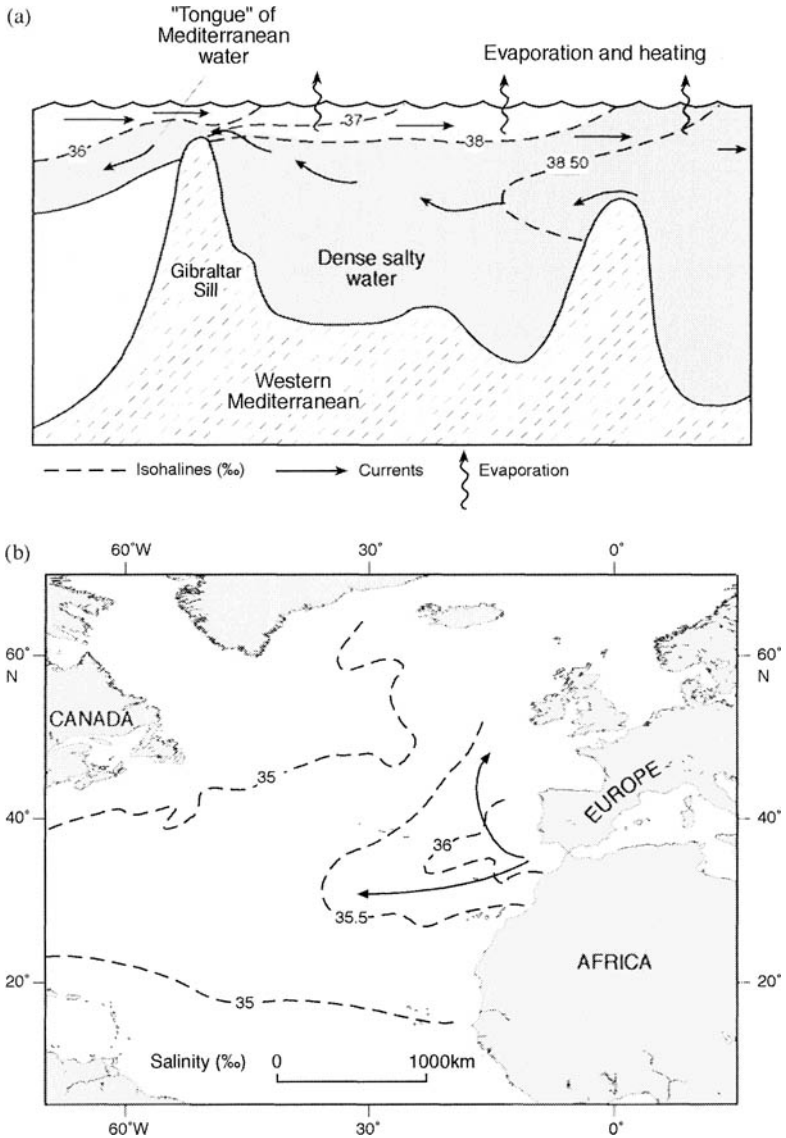 (a)
"Tongue" of
Mediterranean
water
Evaporation and heating
37
36
38
38 50
Gibraltar
Sill
Dense salty
water
Western
Mediterranean
Isohalines (‰)
Currents
Evaporation
(b)
60°W
30°
0°
60°
N
60°
N
CANADA
EUROPE
35
40°
40°
36
35.5
AFRICA
20°
20°
35
Salinity (‰)
0
1000km
60°W
30°
0°